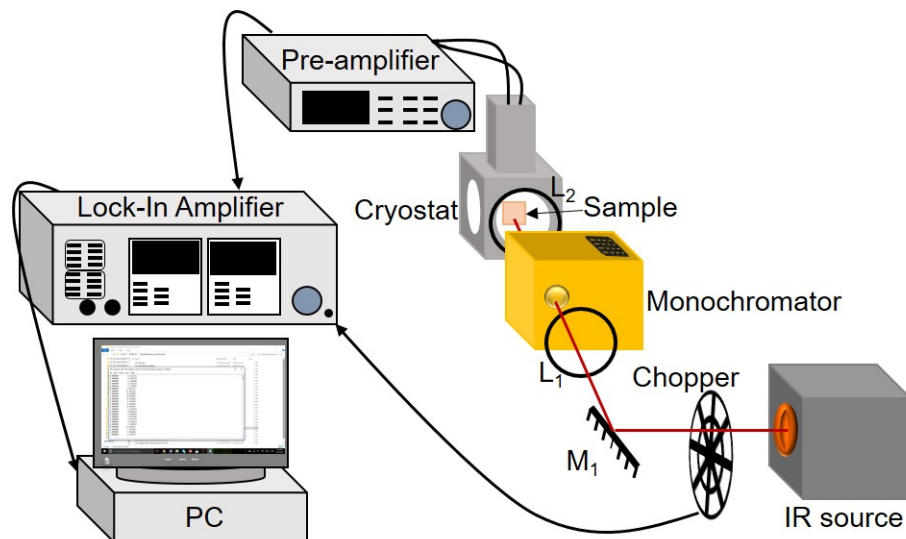 Pre-amplifier
L2
Cryostat
Sample
Lock-In Amplifier
Monochromator
L1
Chopper
M1
PC
IR source